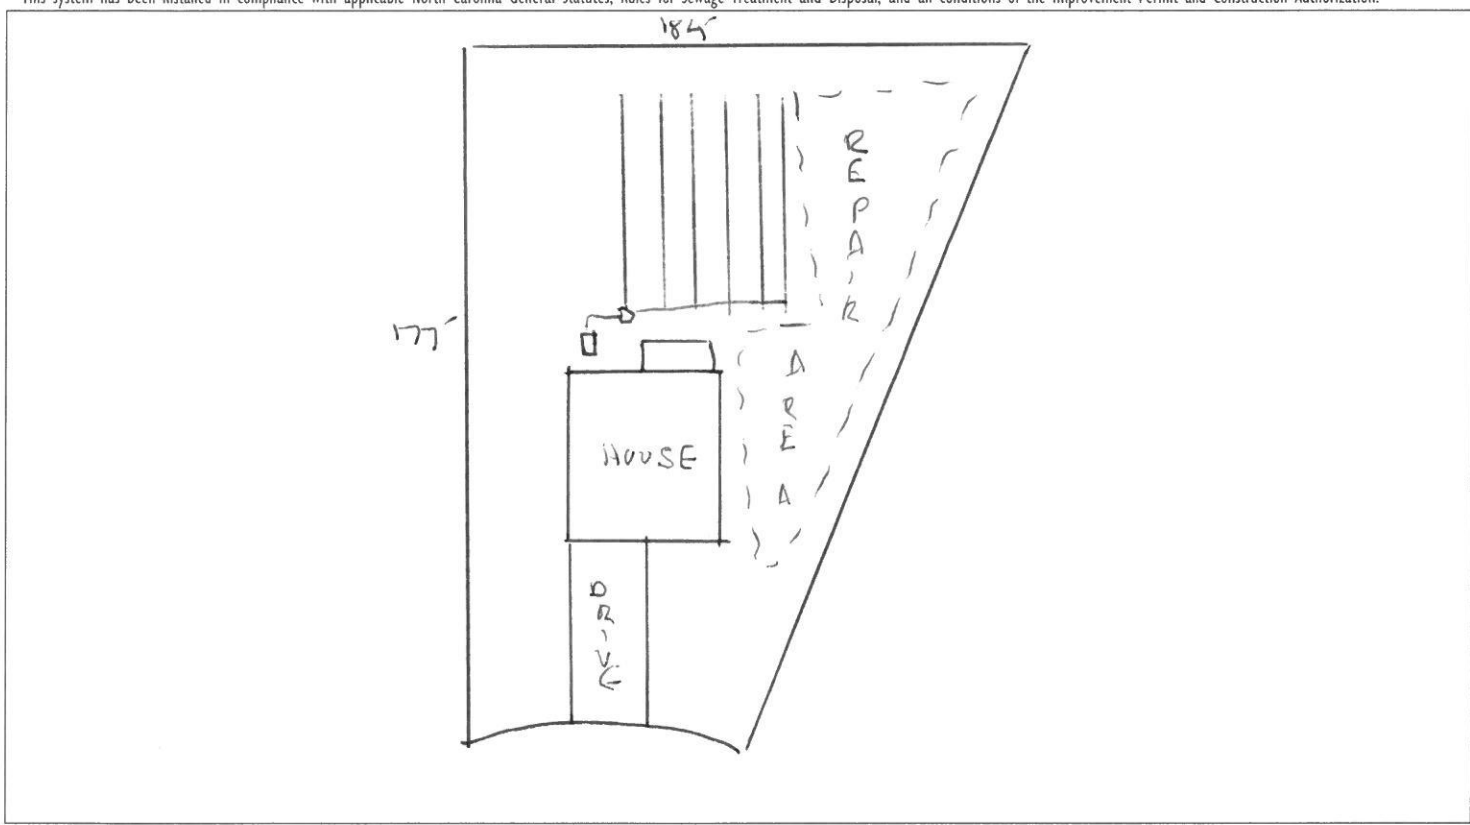 This system has been installed in compliance with applicable North Carolina General Statutes, Rules for Sewage Treatment and Disposal, and all conditions of the Improvement Permit and Construction Authorization.
184'
REPAIR
177'
AREA
HOUSE
DRIVE